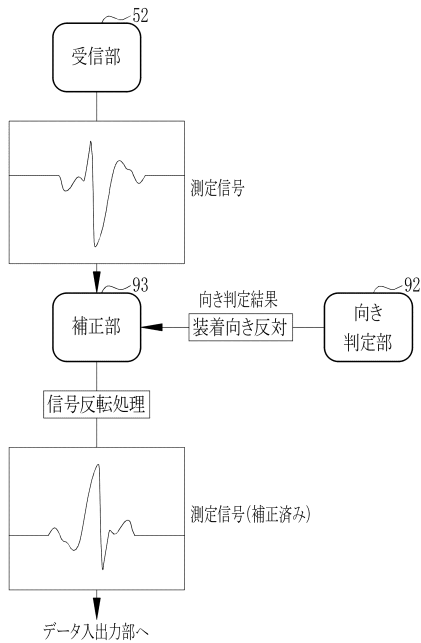 52
受信部
測定信号
93
補正部
向き判定結果
装着向き反対
92
向き
判定部
信号反転処理
測定信号(補正済み)
データ入出力部へ